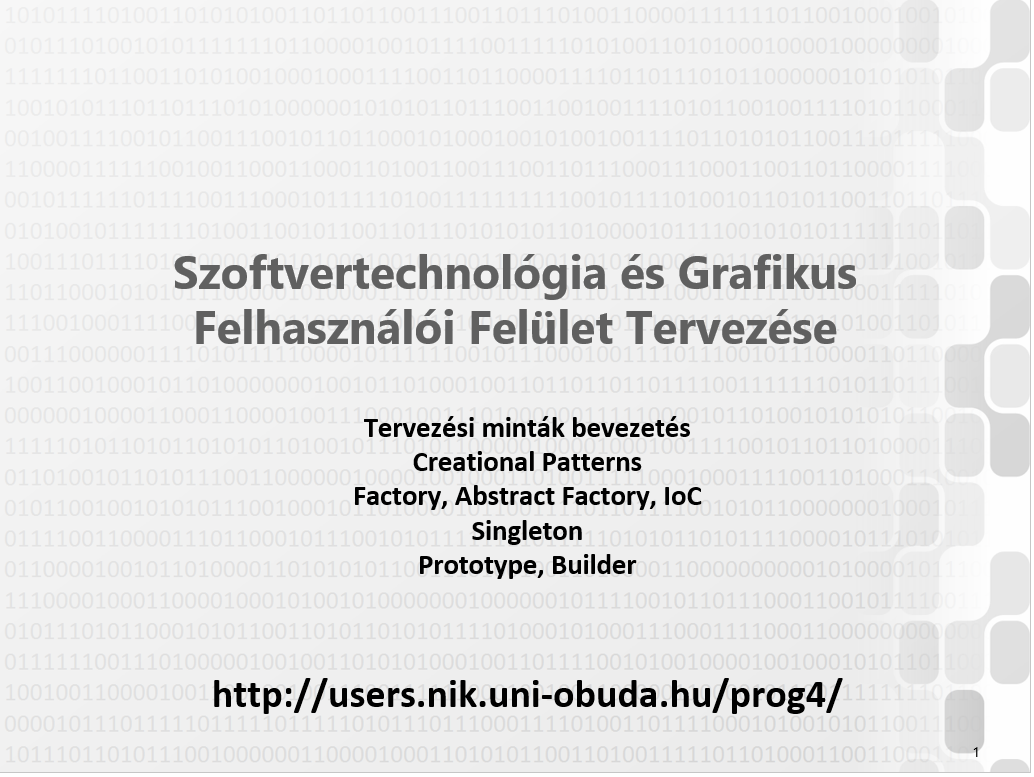 Szoftvertechnológia és Grafikus
Felhasználói Felület Tervezése
Tervezési minták bevezetés
Creational Patterns
Factory, Abstract Factory, IoC
Singleton
Prototype, Builder
http://users.nik.uni-obuda.hu/prog4/
1